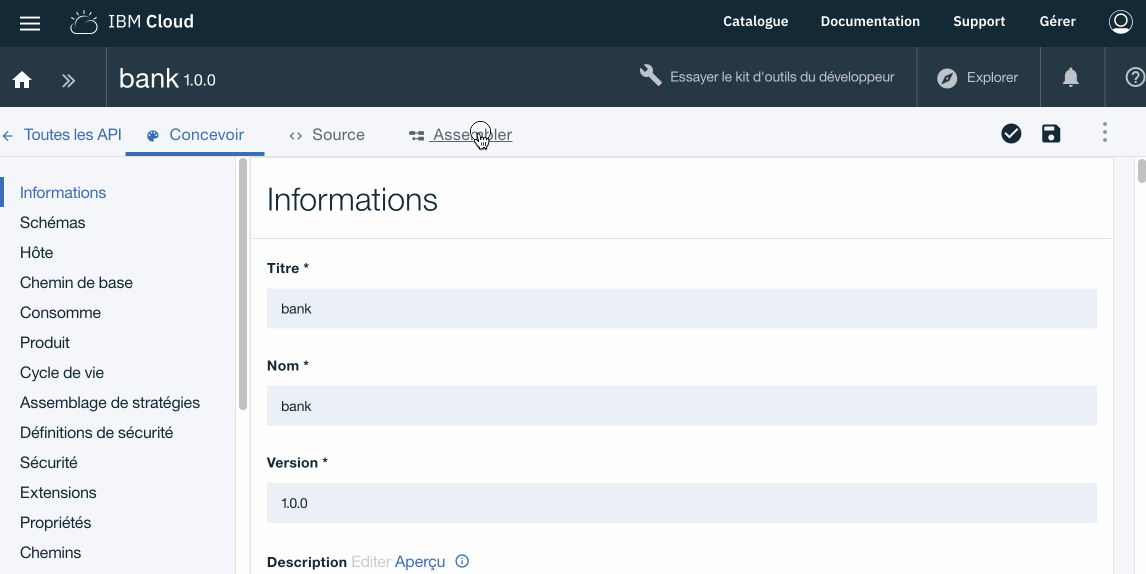 IBM Cloud
Catalogue Documentation Support Gérer
bank 1.0.0
Essayer le kit d'outils du développeur
Explorer
Toutes les API
Concevoir
Source
Assembler
Informations
Schémas
Hôte
Chemin de base
Consomme
Produit
Cycle de vie
Assemblage de stratégies
Définitions de sécurité
Sécurité
Extensions
Propriétés
Chemins
Informations
Titre *
bank
Nom *
bank
Version *
1.0.0
Description Editer Aperçu